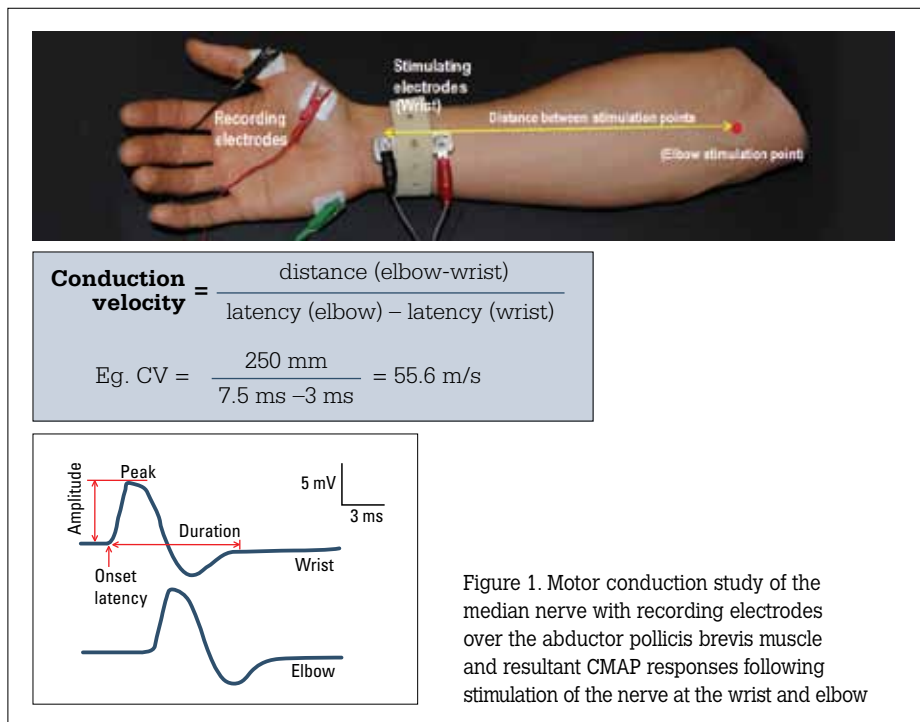 Stimulating
electrodes
(Wrist)
Recording
electrodes
Distance between stimulation points
(Elbow stimulation point)
Conduction
velocity = distance (elbow-wrist)
latency (elbow) – latency (wrist)
Eg. CV = 250 mm = 55.6 m/s
7.5 ms –3 ms
Amplitude
Peak
5 mV
3 ms
Duration
Wrist
Onset
latency
Elbow
Figure 1. Motor conduction study of the
median nerve with recording electrodes
over the abductor pollicis brevis muscle
and resultant CMAP responses following
stimulation of the nerve at the wrist and elbow